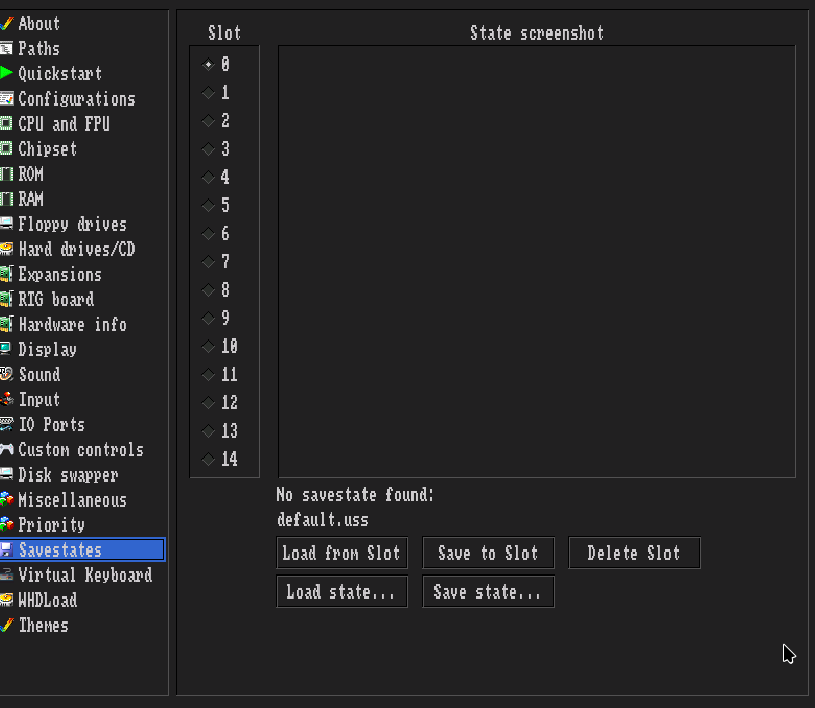 About
Paths
Quickstart
Configurations
CPU and FPU
Chipset
ROM
RAM
Floppy drives
Hard drives/CD
Expansions
RTG board
Hardware info
Display
Sound
Input
IO Ports
Custom controls
Disk swapper
Miscellaneous
Priority
Savestates
Virtual Keyboard
WHDLoad
Themes
Slot
0
1
2
3
4
5
6
7
8
9
10
11
12
13
14
State screenshot
No savestate found:
default.uss
Load from Slot
Save to Slot
Delete Slot
Load state...
Save state...